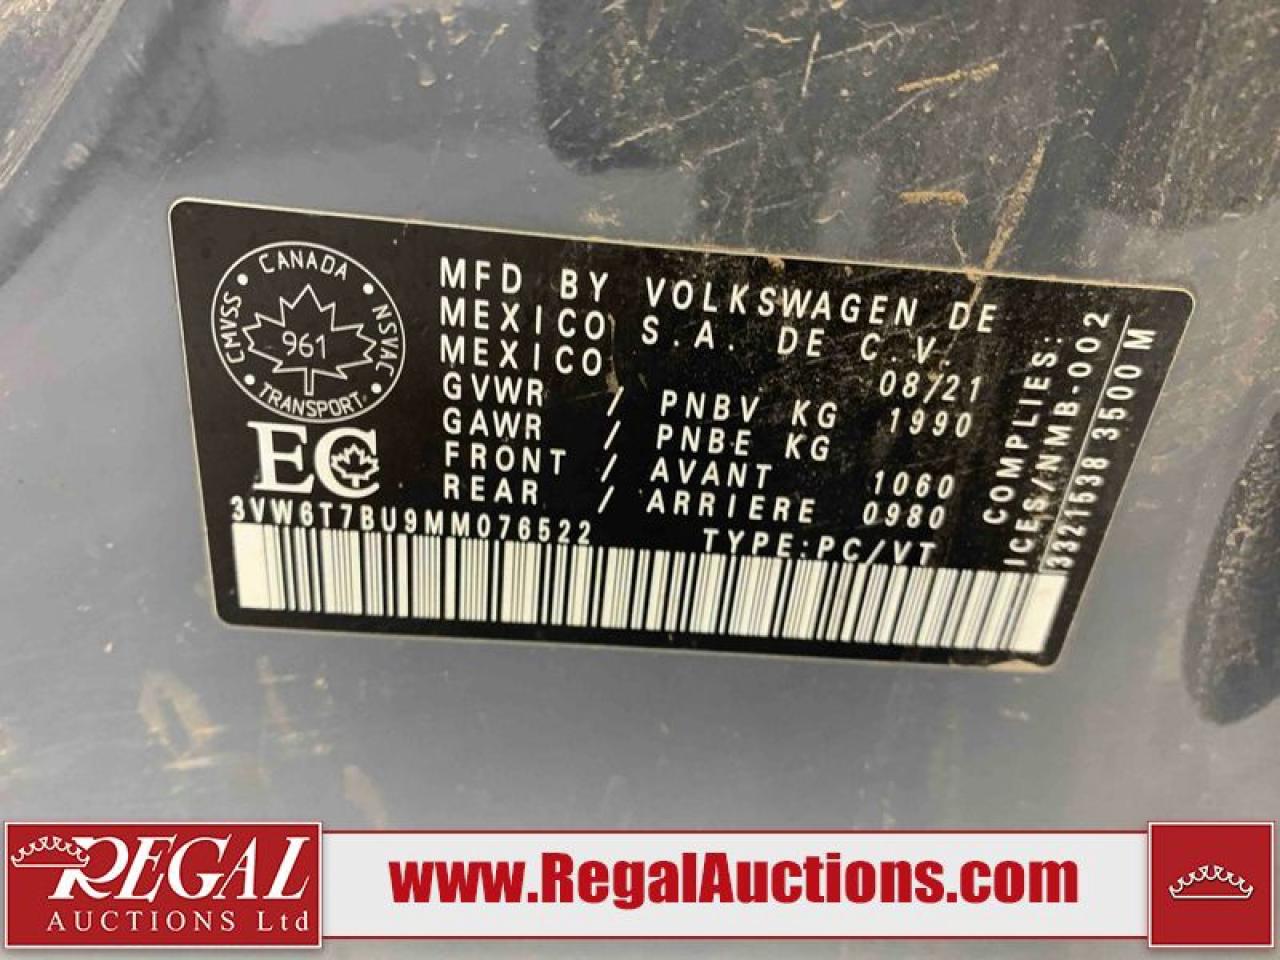 CANADA
CMVSS • NSVAC
961
TRANSPORT
EC
MFD BY VOLKSWAGEN DE
MEXICO S.A. DE C.V.
MEXICO 08/21
GVWR / PNBV KG 1990
GAWR / PNBE KG
FRONT / AVANT 1060
REAR / ARRIERE 0980
3VW6T7BU9MM076522 TYPE:PC/VT
COMPLIES:
ICES/NMB-002
3321538 3500 M
REGAL
AUCTIONS Ltd
www.RegalAuctions.com